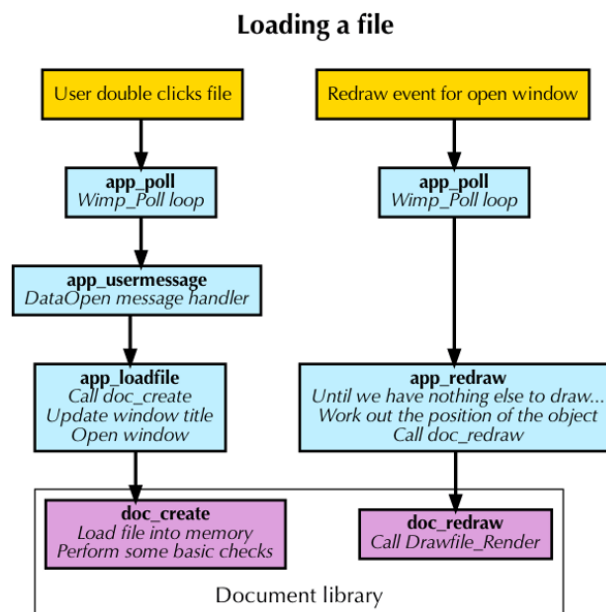 Loading a file
User double clicks file
app_poll
Wimp_Poll loop
app_usermessage
DataOpen message handler
app_loadfile
Call doc_create
Update window title
Open window
doc_create
Load file into memory
Perform some basic checks
Redraw event for open window
app_poll
Wimp_Poll loop
app_redraw
Until we have nothing else to draw...
Work out the position of the object
Call doc_redraw
doc_redraw
Call Drawfile_Render
Document library